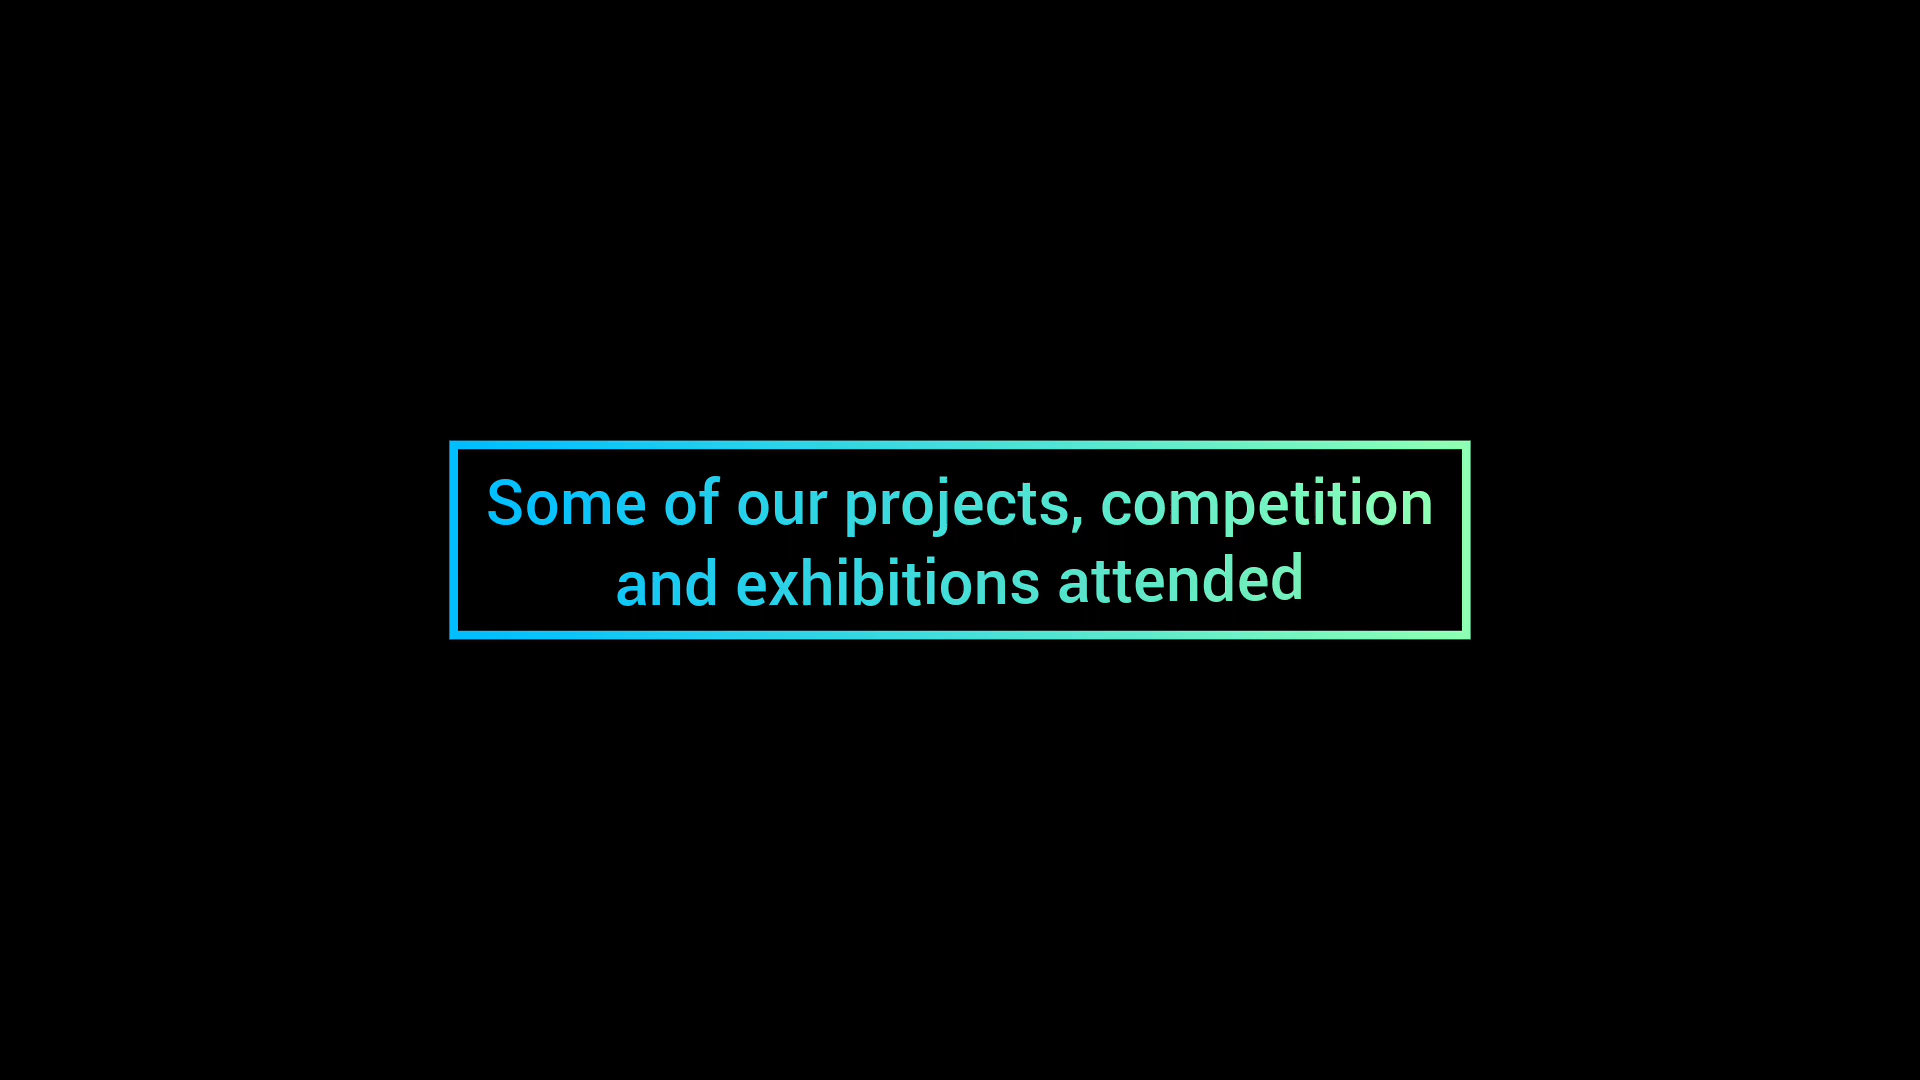 Some of our projects, competition
and exhibitions attended